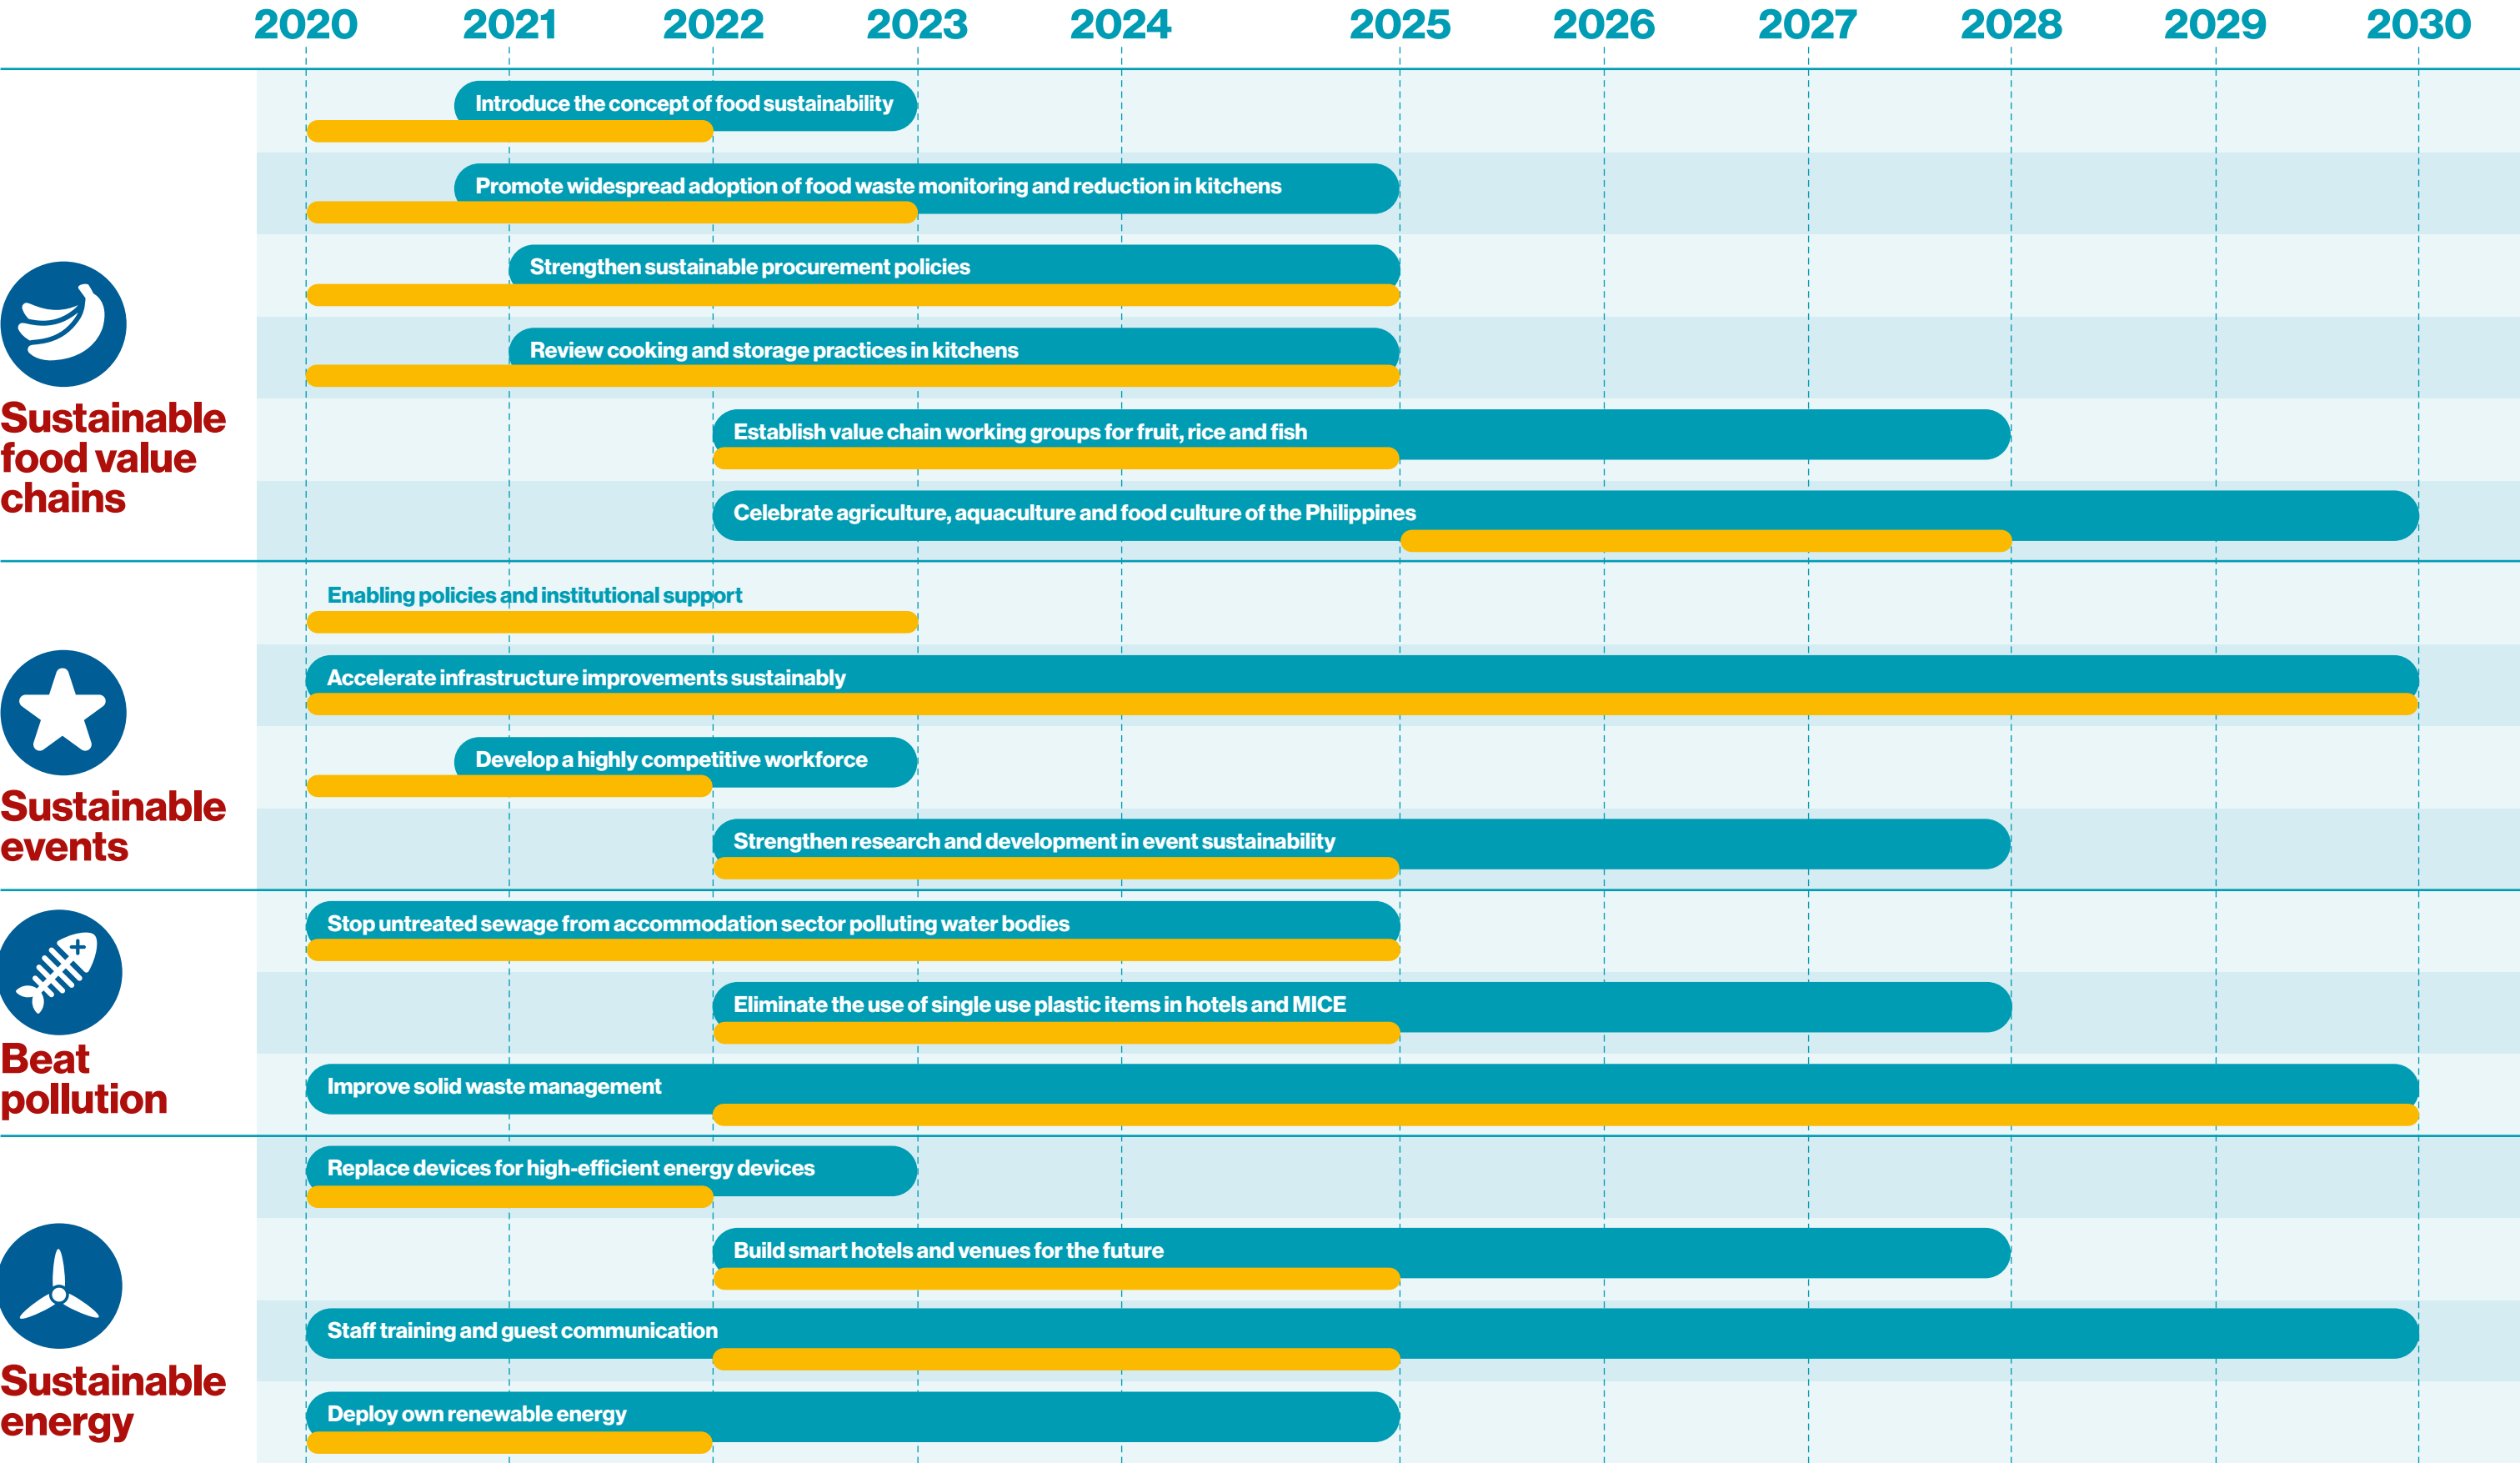 2020 2021 2022 2023 2024 2025 2026 2027 2028 2029 2030
Sustainable
food value
chains
Introduce the concept of food sustainability
Promote widespread adoption of food waste monitoring and reduction in kitchens
Strengthen sustainable procurement policies
Review cooking and storage practices in kitchens
Establish value chain working groups for fruit, rice and fish
Celebrate agriculture, aquaculture and food culture of the Philippines
Sustainable
events
Enabling policies and institutional support
Accelerate infrastructure improvements sustainably
Develop a highly competitive workforce
Strengthen research and development in event sustainability
Beat
pollution
Stop untreated sewage from accommodation sector polluting water bodies
Eliminate the use of single use plastic items in hotels and MICE
Improve solid waste management
Sustainable
energy
Replace devices for high-efficient energy devices
Build smart hotels and venues for the future
Staff training and guest communication
Deploy own renewable energy